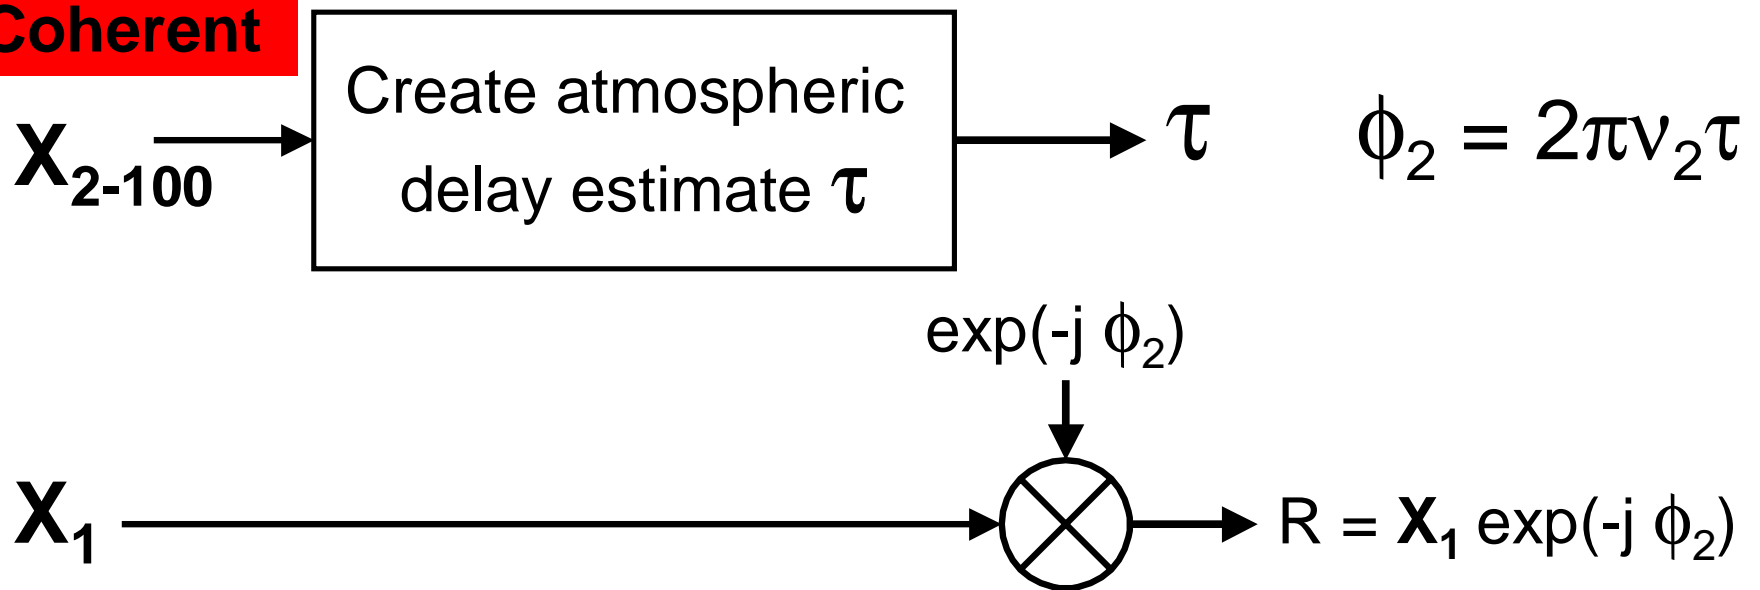 Coherent
Create atmospheric
delay estimate τ
X₂₋₁₀₀
τ
ϕ₂ = 2πν₂τ
exp(-j ϕ₂)
X₁
R = X₁ exp(-j ϕ₂)